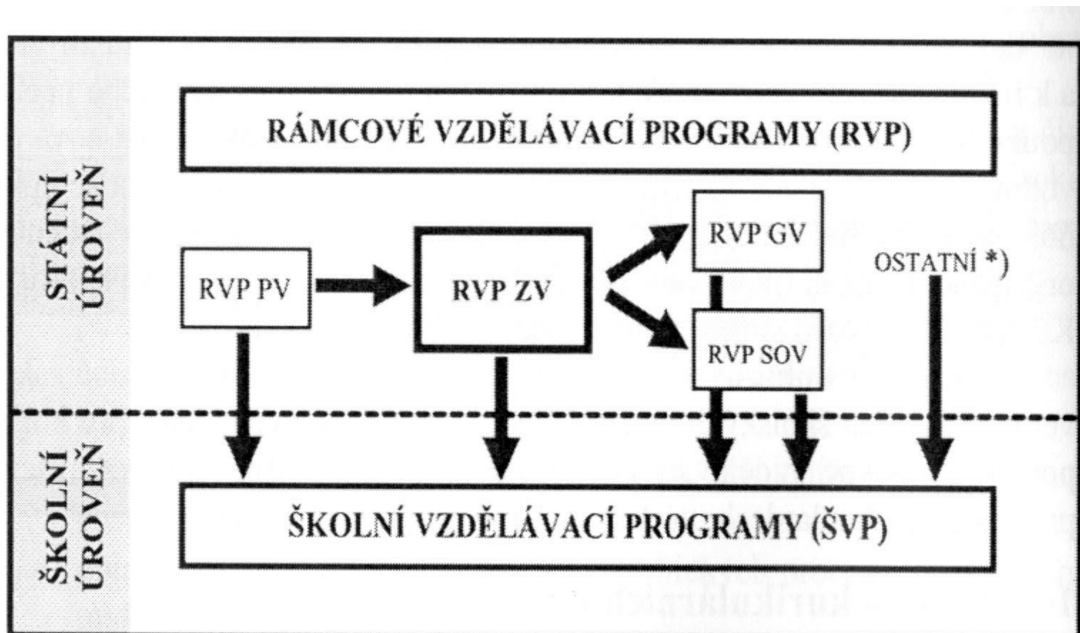 STÁTNÍ
ÚROVEŇ
RÁMCOVÉ VZDĚLÁVACÍ PROGRAMY (RVP)
RVP PV
RVP ZV
RVP GV
RVP SOV
OSTATNÍ *)
ŠKOLNÍ
ÚROVEŇ
ŠKOLNÍ VZDĚLÁVACÍ PROGRAMY (ŠVP)